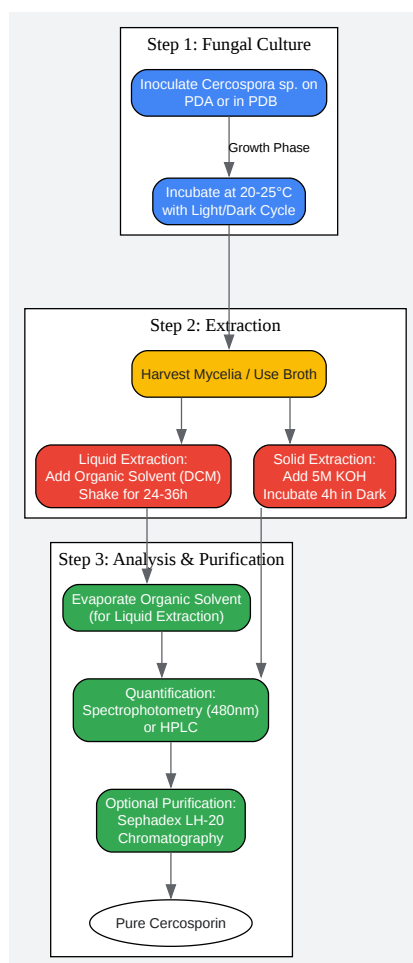 Step 1: Fungal Culture
Inoculate Cercospora sp. on
PDA or in PDB
Growth Phase
Incubate at 20-25°C
with Light/Dark Cycle
Step 2: Extraction
Harvest Mycelia / Use Broth
Liquid Extraction:
Add Organic Solvent (DCM)
Shake for 24-36h
Solid Extraction:
Add 5M KOH
Incubate 4h in Dark
Step 3: Analysis & Purification
Evaporate Organic Solvent
(for Liquid Extraction)
Quantification:
Spectrophotometry (480nm)
or HPLC
Optional Purification:
Sephadex LH-20
Chromatography
Pure Cercosporin